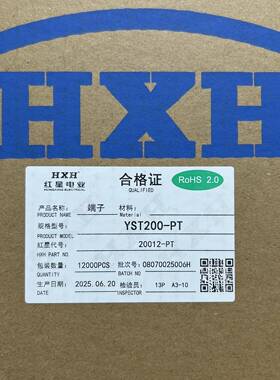 HXH
HXH
红星电业
合格证
QUALIFIED
RoHS 2.0
产品名称: 端子 材料:
PRODUCT NAME Material
规格型号: YST200-PT
PRODUCT MODEL
红星代号: 20012-PT
HXH PART NO.
包装数量: 12000PCS 批次号: 08070025006H
QUANTITY BATCH NO
生产日期: 2025.06.20 检验员: 13P A3-10
DATE INSPECTOR